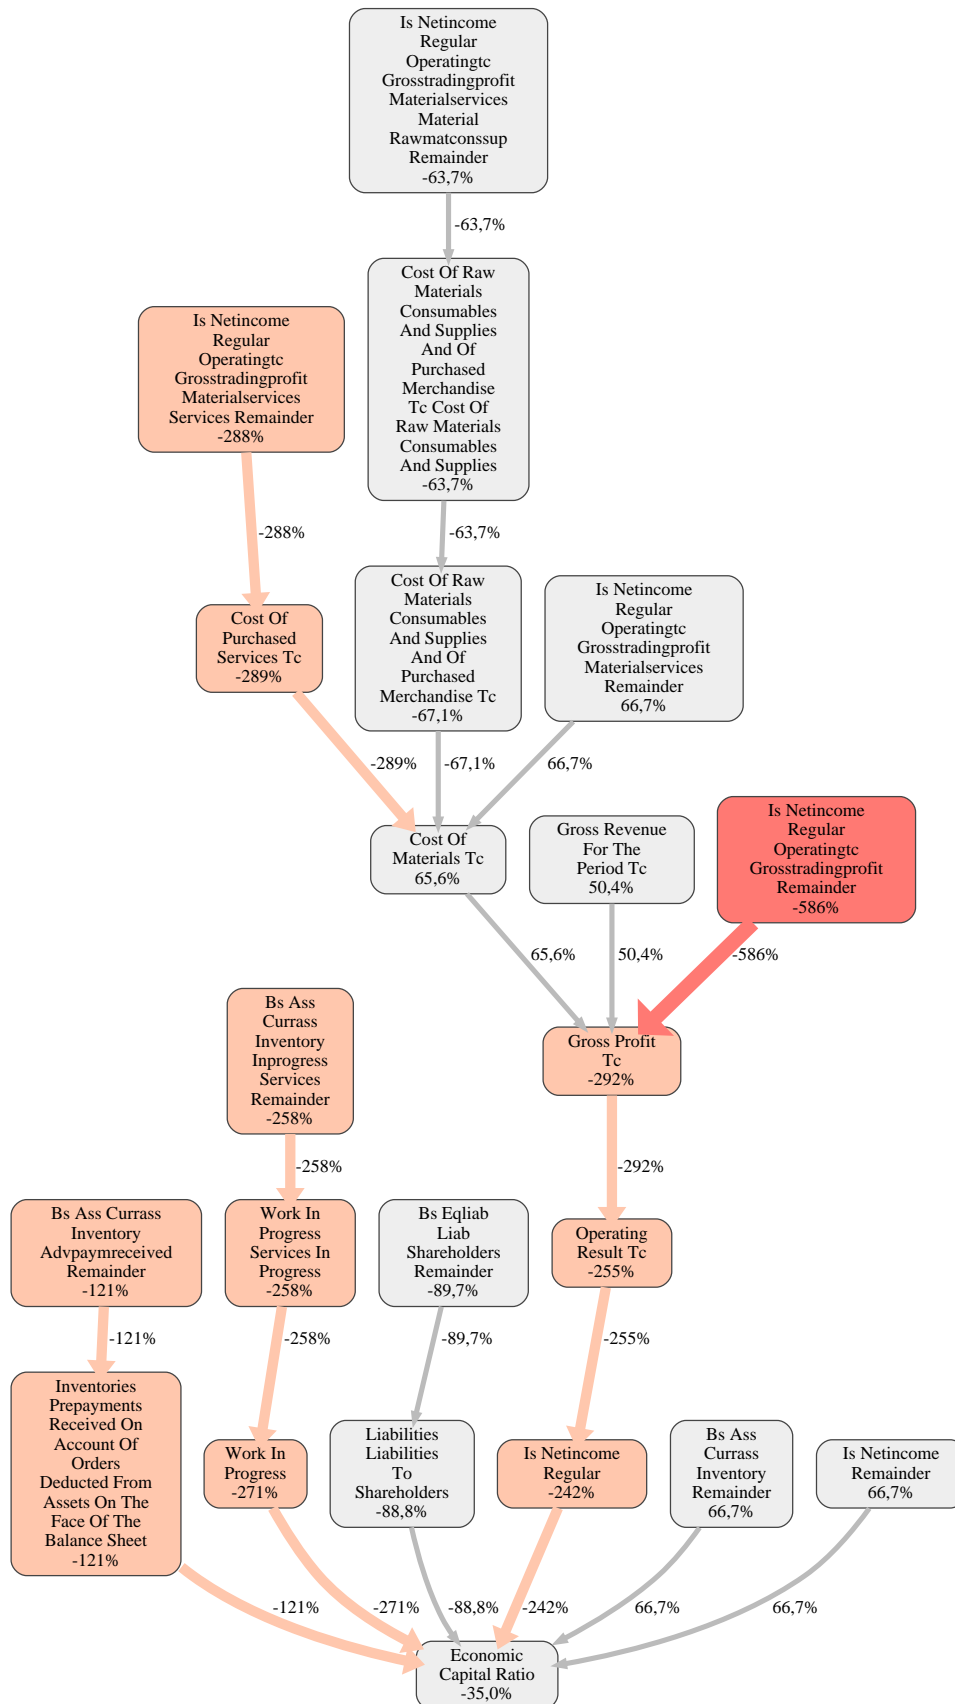 Is Netincome
Regular
Operatingtc
Grosstradingprofit
Materialservices
Material
Rawmatconssup
Remainder
-63,7%
-63,7%
Cost Of Raw
Materials
Consumables
And Supplies
And Of
Purchased
Merchandise
Tc Cost Of
Raw Materials
Consumables
And Supplies
-63,7%
Is Netincome
Regular
Operatingtc
Grosstradingprofit
Materialservices
Services Remainder
-288%
-288%
-63,7%
Cost Of Raw
Materials
Consumables
And Supplies
And Of
Purchased
Merchandise Tc
-67,1%
Is Netincome
Regular
Operatingtc
Grosstradingprofit
Materialservices
Remainder
66,7%
Cost Of
Purchased
Services Tc
-289%
-289%
-67,1%
66,7%
Cost Of
Materials Tc
65,6%
Gross Revenue
For The
Period Tc
50,4%
Is Netincome
Regular
Operatingtc
Grosstradingprofit
Remainder
-586%
65,6%
50,4%
-586%
Bs Ass
Currass
Inventory
Inprogress
Services
Remainder
-258%
Gross Profit
Tc
-292%
-258%
-292%
Bs Ass Currass
Inventory
Advpaymreceived
Remainder
-121%
Work In
Progress
Services In
Progress
-258%
Bs Eqliab
Liab
Shareholders
Remainder
-89,7%
Operating
Result Tc
-255%
-121%
-258%
-89,7%
-255%
Inventories
Prepayments
Received On
Account Of
Orders
Deducted From
Assets On The
Face Of The
Balance Sheet
-121%
Work In
Progress
-271%
Liabilities
Liabilities
To
Shareholders
-88,8%
Is Netincome
Regular
-242%
Bs Ass
Currass
Inventory
Remainder
66,7%
Is Netincome
Remainder
66,7%
-121%
-271%
-88,8%
-242%
66,7%
66,7%
Economic
Capital Ratio
-35,0%